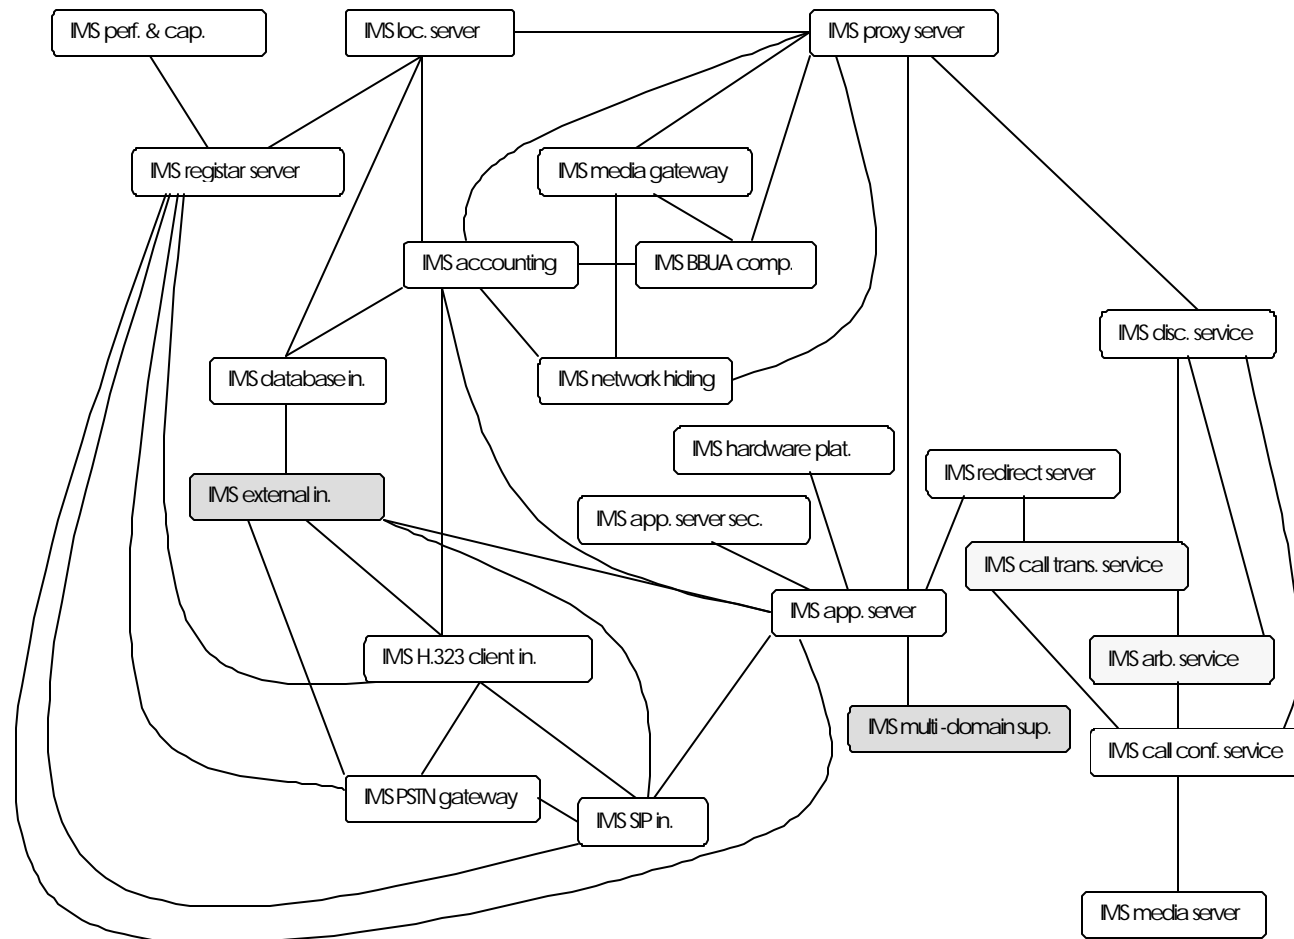 IMS perf. & cap.
IMS loc. server
IMS proxy server
IMS registar server
IMS media gateway
IMS accounting
IMS BBUA comp.
IMS disc. service
IMS database in.
IMS network hiding
IMS hardware plat.
IMS redirect server
IMS external in.
IMS app. server sec.
IMS call trans. service
IMS app. server
IMS H.323 client in.
IMS arb. service
IMS multi-domain sup.
IMS call conf. service
IMS PSTN gateway
IMS SIP in.
IMS media server